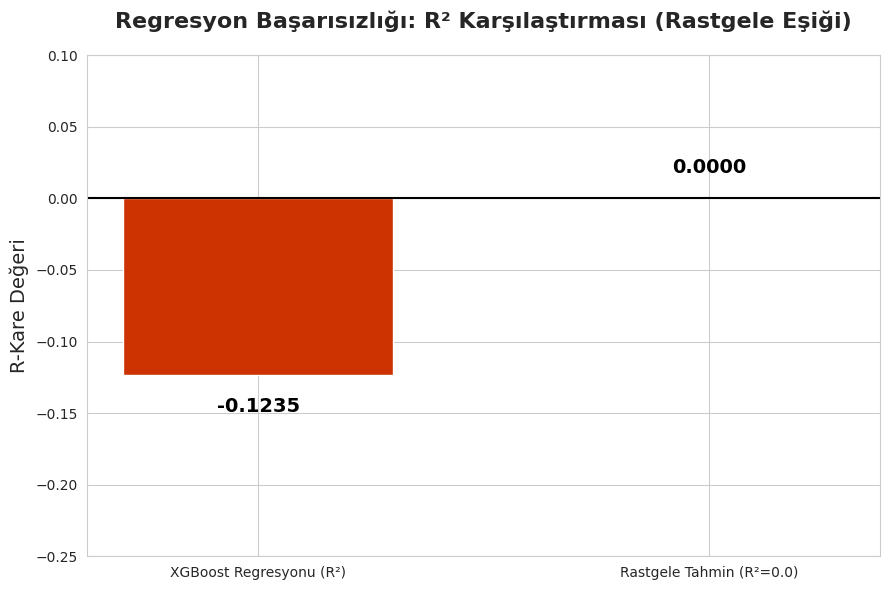 Regresyon Başarısızlığı: R² Karşılaştırması (Rastgele Eşiği)
R-Kare Değeri
0.10
0.05
0.00
−0.05
−0.10
−0.15
−0.20
−0.25
0.0000
-0.1235
XGBoost Regresyonu (R²)
Rastgele Tahmin (R²=0.0)